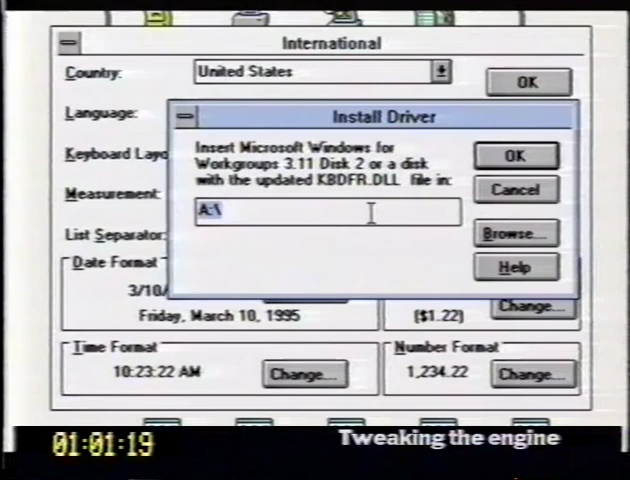 International
Country:
United States
OK
Language:
Install Driver
Keyboard Layo
Insert Microsoft Windows for
Workgroups 3.11 Disk 2 or a disk
with the updated KBDFR.DLL file in:
OK
Measurement:
Cancel
A:\
List Separator:
Browse...
Date Format
Help
3/10/
Friday, March 10, 1995
($1.22)
Change...
Time Format
Number Format
10:23:22 AM
Change...
1,234.22
Change...
01:01:19
Tweaking the engine